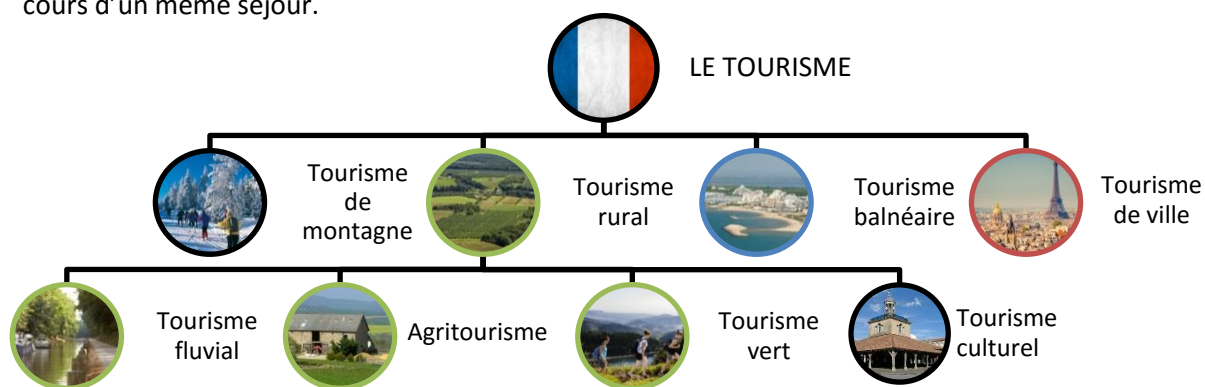 cours d'un même séjour.
LE TOURISME
Tourisme
de
montagne
Tourisme
rural
Tourisme
balnéaire
Tourisme
de ville
Tourisme
fluvial
Agritourisme
Tourisme
vert
Tourisme
culturel